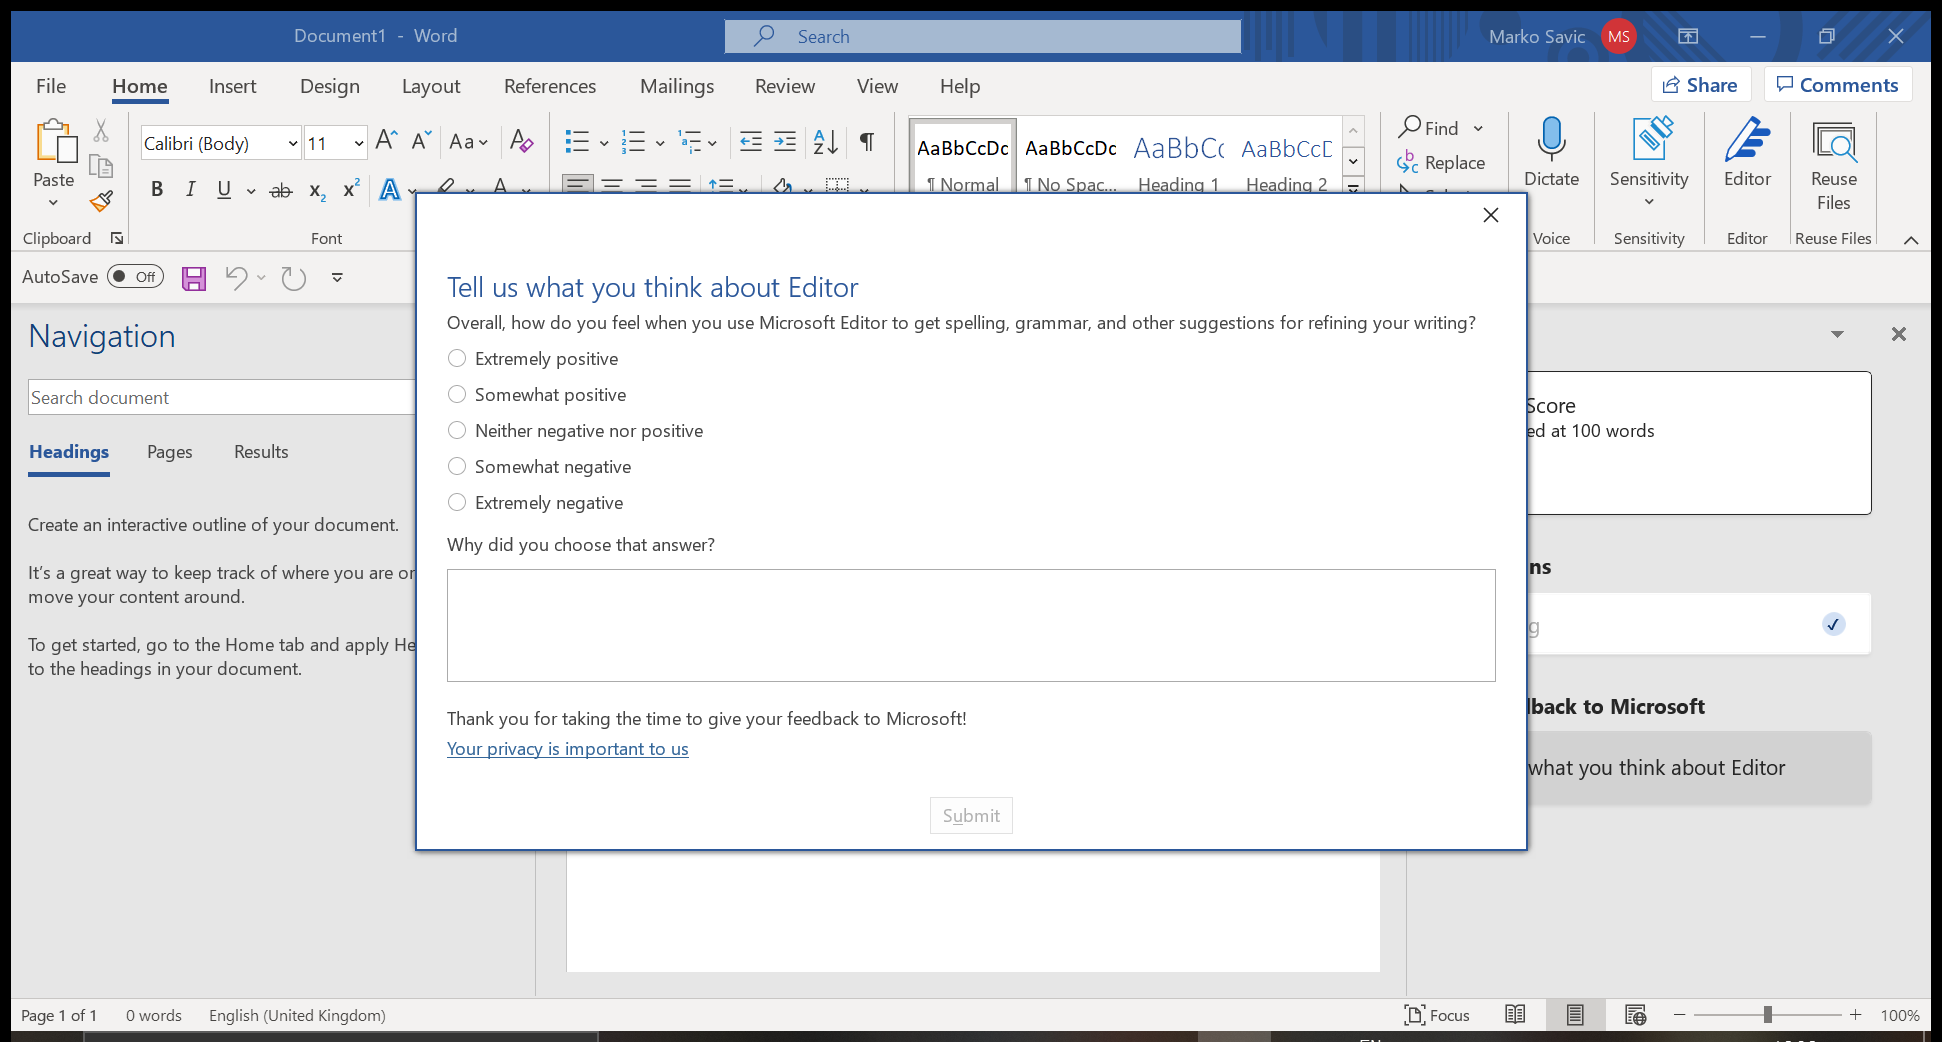 Document1 - Word
Search
Marko Savic
MS
File Home Insert Design Layout References Mailings Review View Help
Share
Comments
Calibri (Body)
11
Aa
Paste
Clipboard
B I U ab x₂ x² A
Font
AaBbCcDc
¶ Normal
AaBbCcDc
¶ No Spac...
AaBbCc
Heading 1
AaBbCcD
Heading 2
Find
Replace
Dictate
Voice
Sensitivity
Sensitivity
Editor
Editor
Reuse
Files
Reuse Files
AutoSave Off
Navigation
Search document
Headings Pages Results
Create an interactive outline of your document.
It's a great way to keep track of where you are or
move your content around.
To get started, go to the Home tab and apply He
to the headings in your document.
Tell us what you think about Editor
Overall, how do you feel when you use Microsoft Editor to get spelling, grammar, and other suggestions for refining your writing?
Extremely positive
Somewhat positive
Neither negative nor positive
Somewhat negative
Extremely negative
Why did you choose that answer?
Thank you for taking the time to give your feedback to Microsoft!
Your privacy is important to us
Submit
Score
ed at 100 words
ns
g
back to Microsoft
what you think about Editor
Page 1 of 1
0 words
English (United Kingdom)
Focus
100%